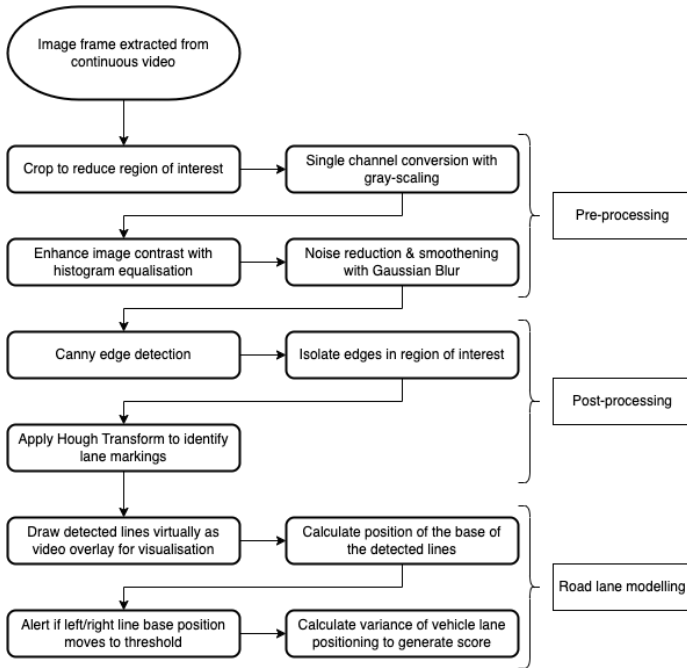 Image frame extracted from
continuous video
Crop to reduce region of interest
Single channel conversion with
gray-scaling
Pre-processing
Enhance image contrast with
histogram equalisation
Noise reduction & smoothening
with Gaussian Blur
Canny edge detection
Isolate edges in region of interest
Post-processing
Apply Hough Transform to identify
lane markings
Draw detected lines virtually as
video overlay for visualisation
Calculate position of the base of
the detected lines
Road lane modelling
Alert if left/right line base position
moves to threshold
Calculate variance of vehicle lane
positioning to generate score